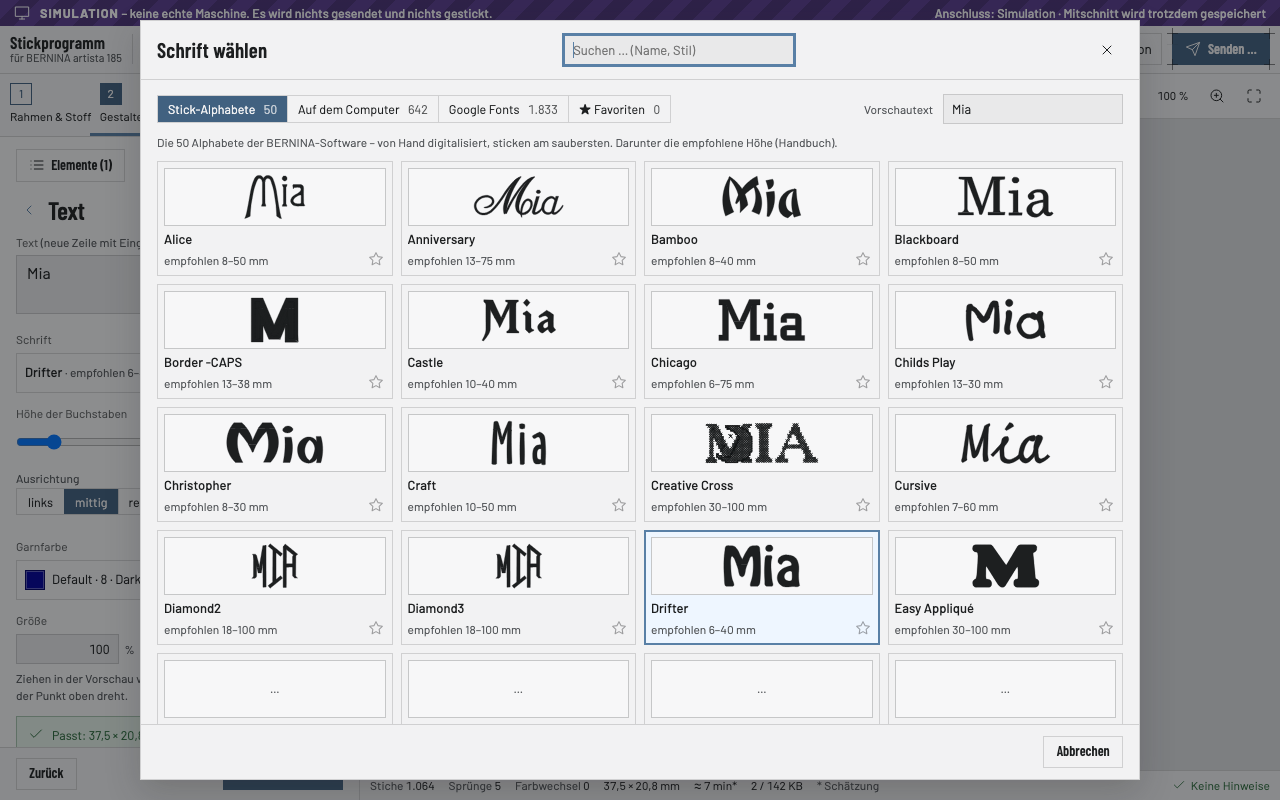 SIMULATION – keine echte Maschine. Es wird nichts gesendet und nichts gestickt.
Anschluss: Simulation · Mitschnitt wird trotzdem gespeichert
Stickprogramm
für BERNINA artista 185
Schrift wählen
Suchen … (Name, Stil)
on
Senden …
1
2
Rahmen & Stoff
Gestalte
Stick-Alphabete 50
Auf dem Computer 642
Google Fonts 1.833
★ Favoriten 0
Vorschautext
Mia
100 %
Die 50 Alphabete der BERNINA-Software – von Hand digitalisiert, sticken am saubersten. Darunter die empfohlene Höhe (Handbuch).
Elemente (1)
Text
Text (neue Zeile mit Eing
Mia
Schrift
Drifter · empfohlen 6–
Höhe der Buchstaben
Ausrichtung
links
mittig
re
Garnfarbe
Default · 8 · Dark
Größe
100 %
Ziehen in der Vorschau v
der Punkt oben dreht.
Passt: 37,5 × 20,8
Zurück
Mia
Mia
Mia
Mia
Alice
Anniversary
Bamboo
Blackboard
empfohlen 8–50 mm
empfohlen 13–75 mm
empfohlen 8–40 mm
empfohlen 8–50 mm
M
Mia
Mia
Mia
Border -CAPS
Castle
Chicago
Childs Play
empfohlen 13–38 mm
empfohlen 10–40 mm
empfohlen 6–75 mm
empfohlen 13–30 mm
Mia
Mia
MIA
Mia
Christopher
Craft
Creative Cross
Cursive
empfohlen 8–30 mm
empfohlen 10–50 mm
empfohlen 30–100 mm
empfohlen 7–60 mm
MIA
MIA
Mia
M
Diamond2
Diamond3
Drifter
Easy Appliqué
empfohlen 18–100 mm
empfohlen 18–100 mm
empfohlen 6–40 mm
empfohlen 30–100 mm
…
…
…
…
Abbrechen
Stiche 1.064
Sprünge 5
Farbwechsel 0
37,5 × 20,8 mm
≈ 7 min*
2 / 142 KB
* Schätzung
Keine Hinweise